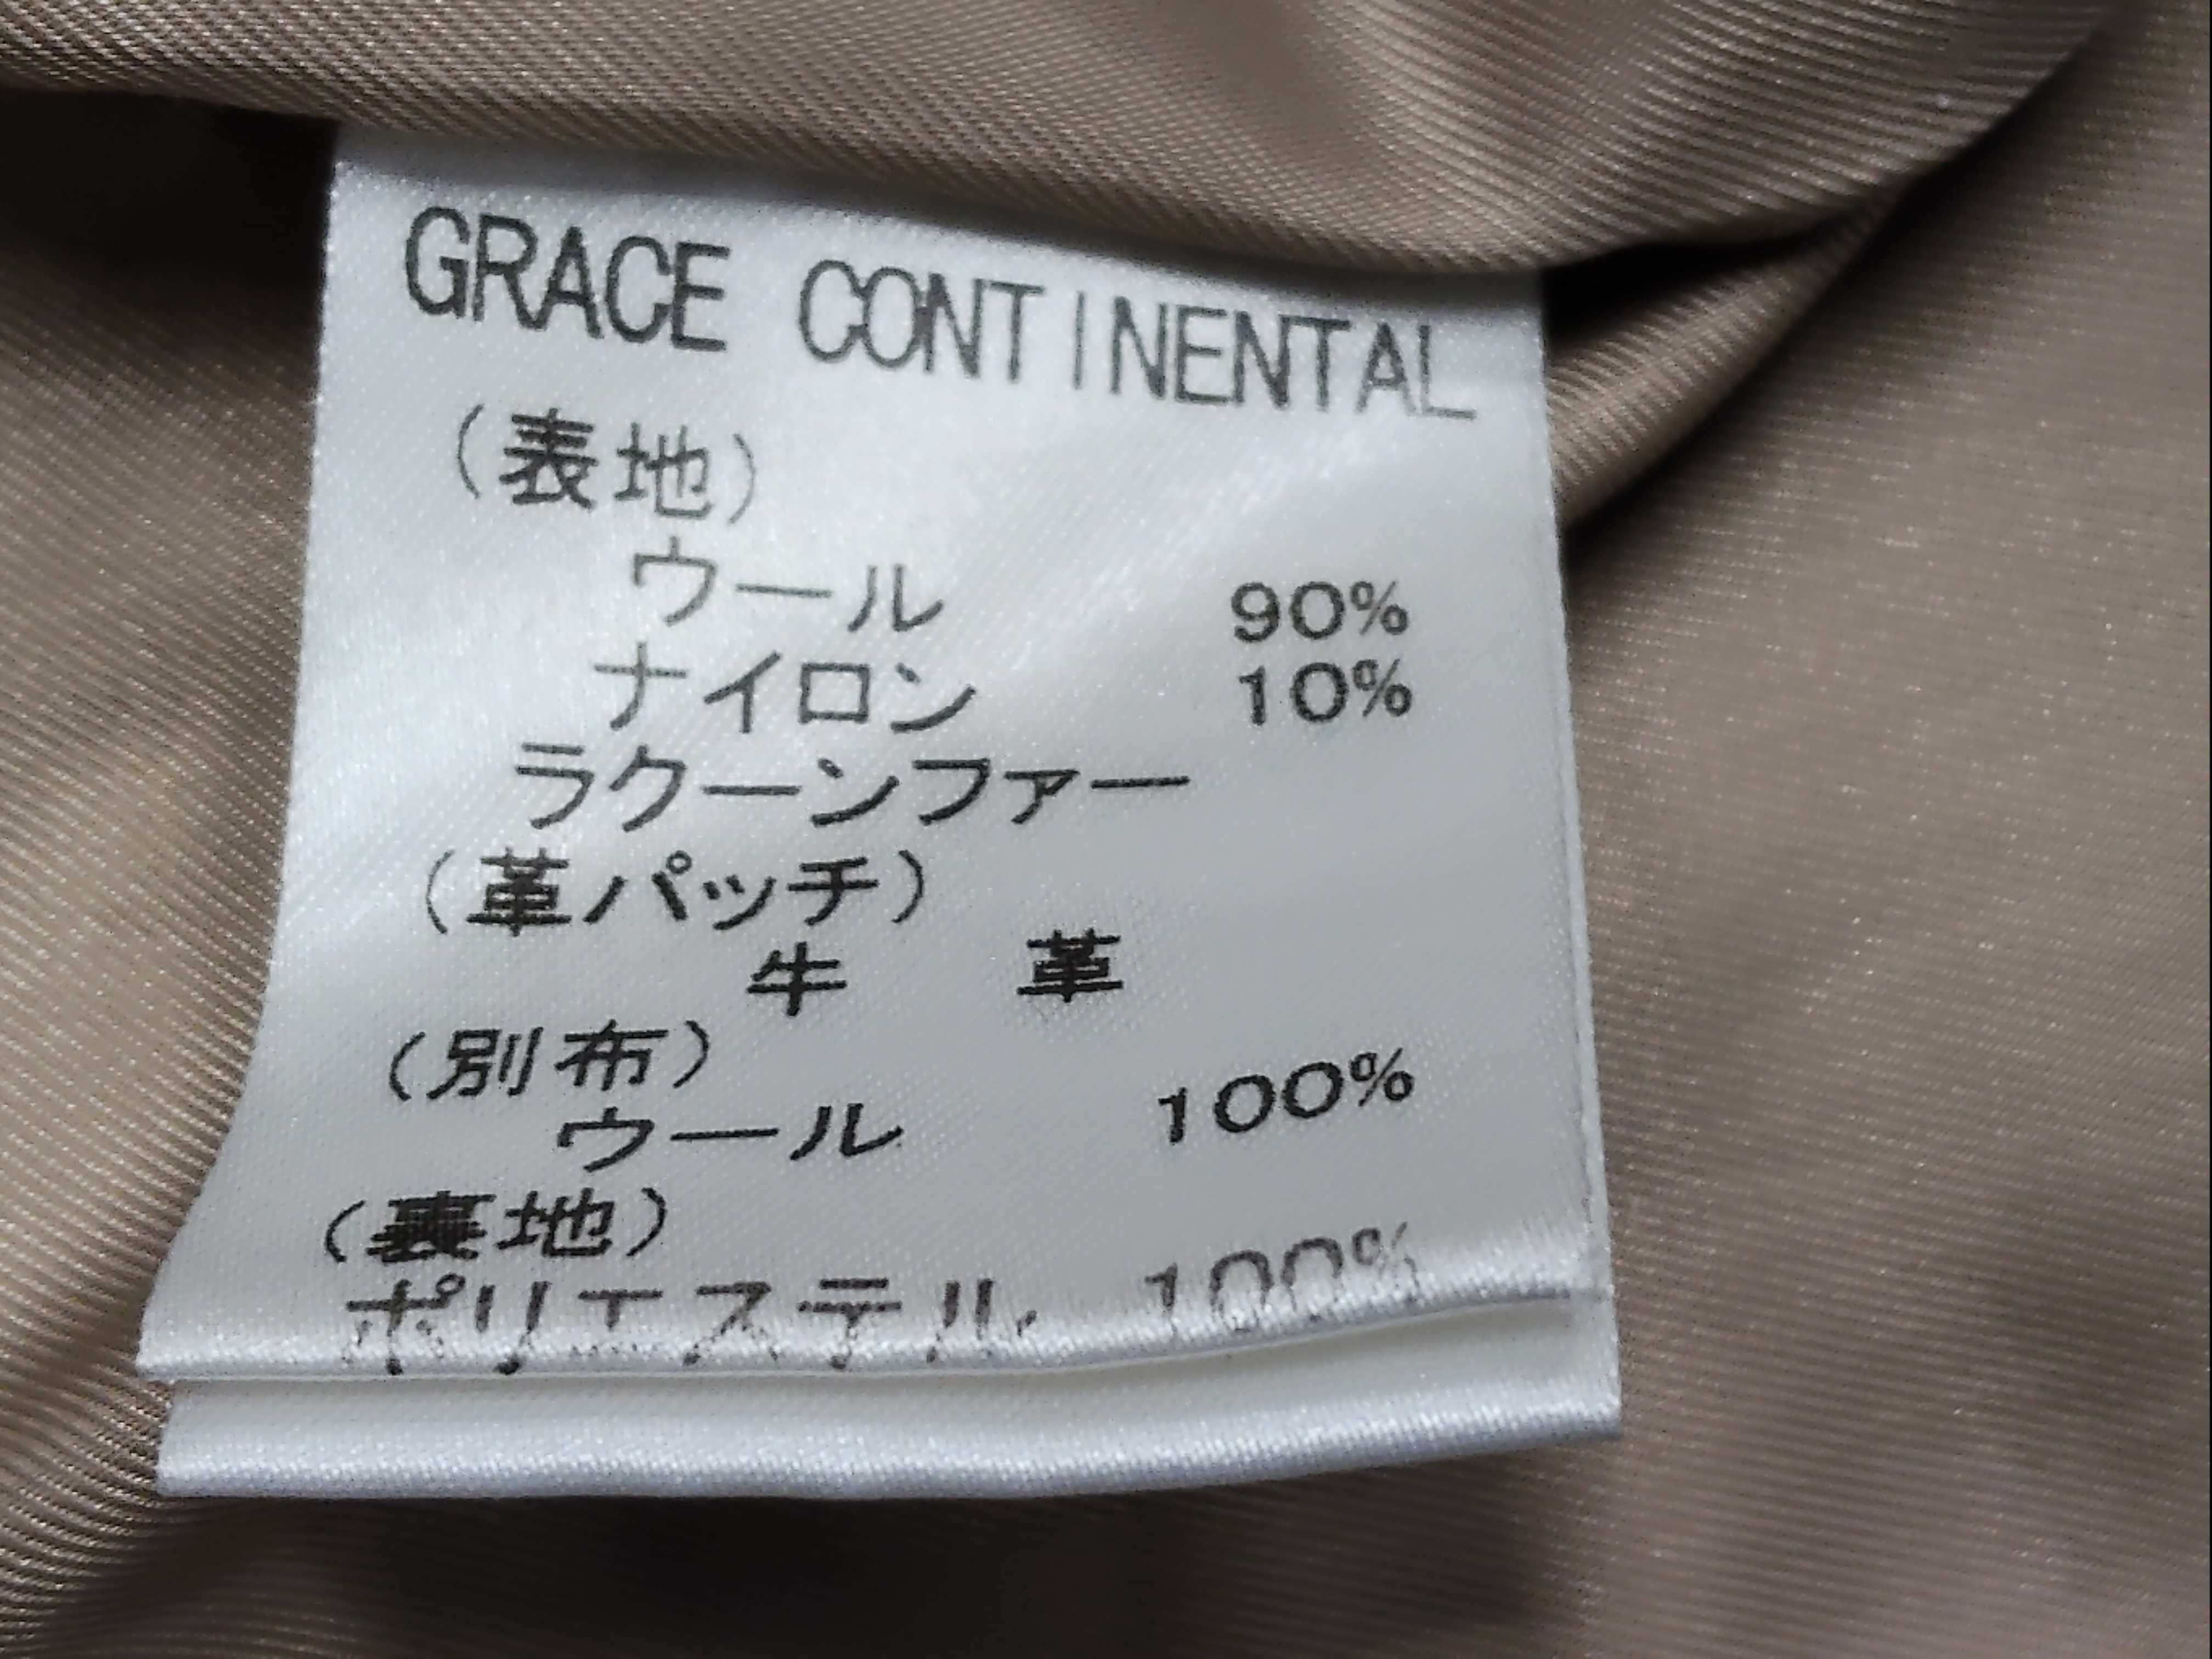 GRACE CONTINENTAL
(表地)
ウール 90%
ナイロン 10%
ラクーンファー
(革パッチ)
牛 革
(別布)
ウール 100%
(裏地)
ポリエステル 100%